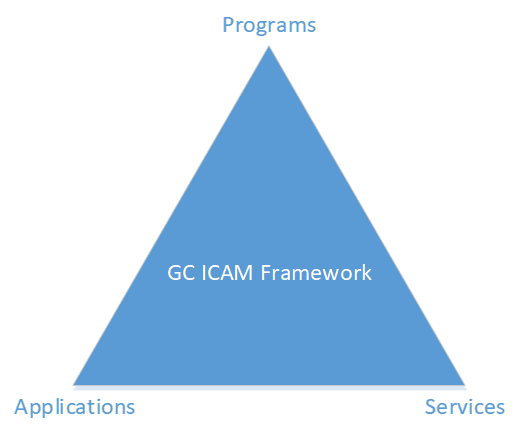 Programs
GC ICAM Framework
Applications
Services